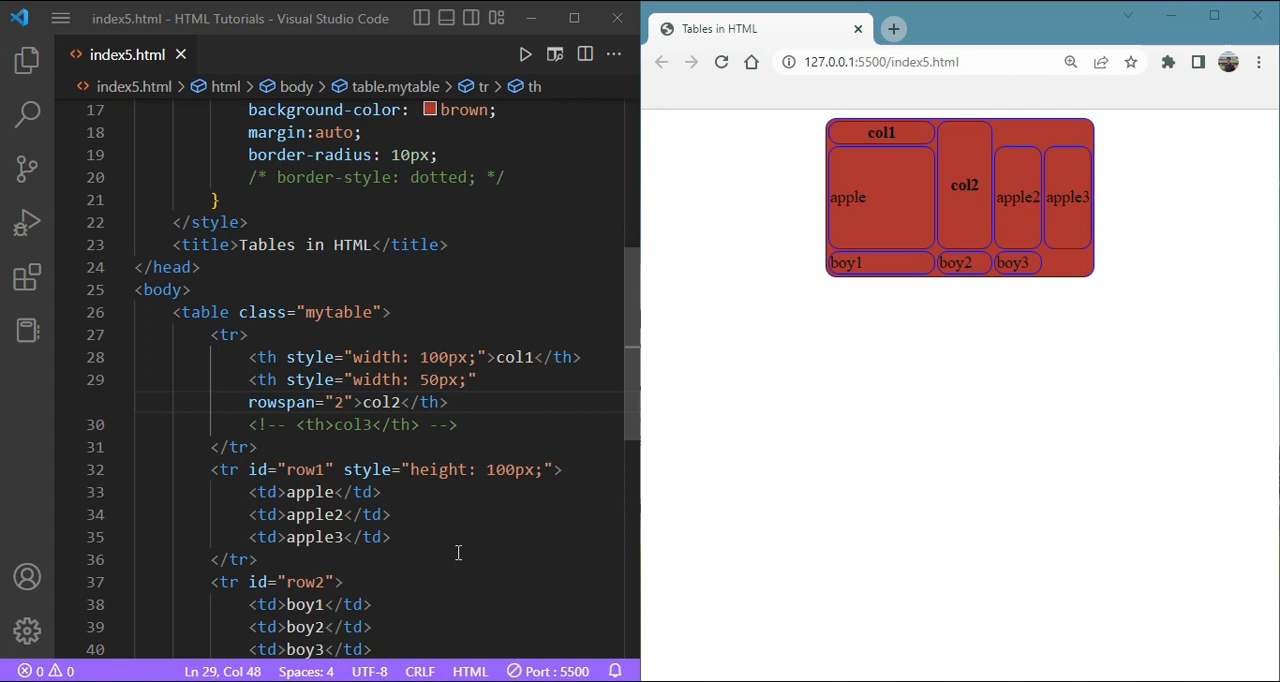 index5.html - HTML Tutorials - Visual Studio Code
index5.html
index5.html > html > body > table.mytable > tr > th
17 background-color: brown;
18 margin:auto;
19 border-radius: 10px;
20 /* border-style: dotted; */
21 }
22 </style>
23 <title>Tables in HTML</title>
24 </head>
25 <body>
26 <table class="mytable">
27 <tr>
28 <th style="width: 100px;">col1</th>
29 <th style="width: 50px;"
rowspan="2">col2</th>
30 <!-- <th>col3</th> -->
31 </tr>
32 <tr id="row1" style="height: 100px;">
33 <td>apple</td>
34 <td>apple2</td>
35 <td>apple3</td>
36 </tr>
37 <tr id="row2">
38 <td>boy1</td>
39 <td>boy2</td>
40 <td>boy3</td>
0 0 Ln 29, Col 48 Spaces: 4 UTF-8 CRLF HTML Port : 5500
Tables in HTML
127.0.0.1:5500/index5.html
col1
col2
apple apple2 apple3
boy1 boy2 boy3